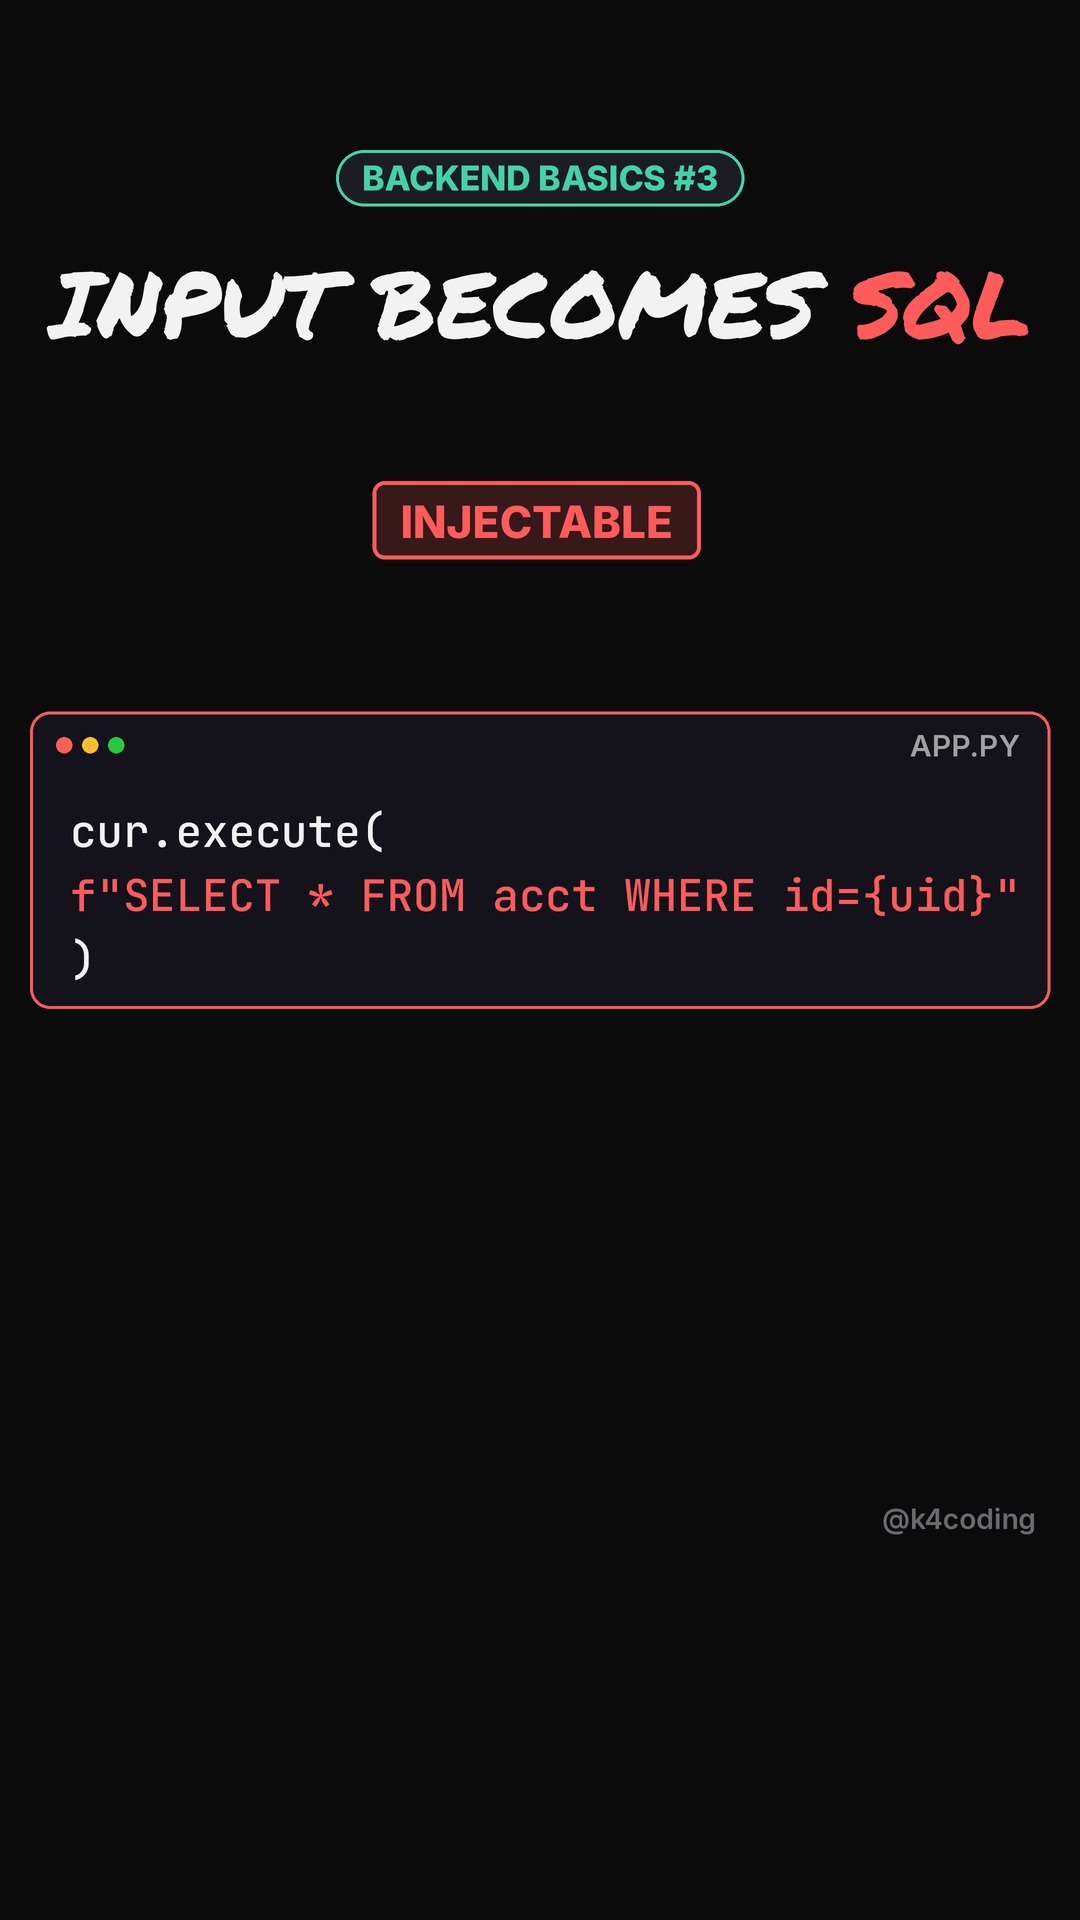 BACKEND BASICS #3
INPUT BECOMES SQL
INJECTABLE
APP.PY
cur.execute(
f"SELECT * FROM acct WHERE id={uid}"
)
@k4coding